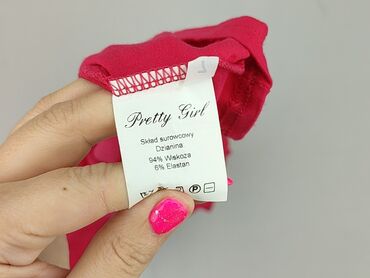 Pretty Girl
Skład surowcowy
Dzianina
94% Wiskoza
6% Elastan